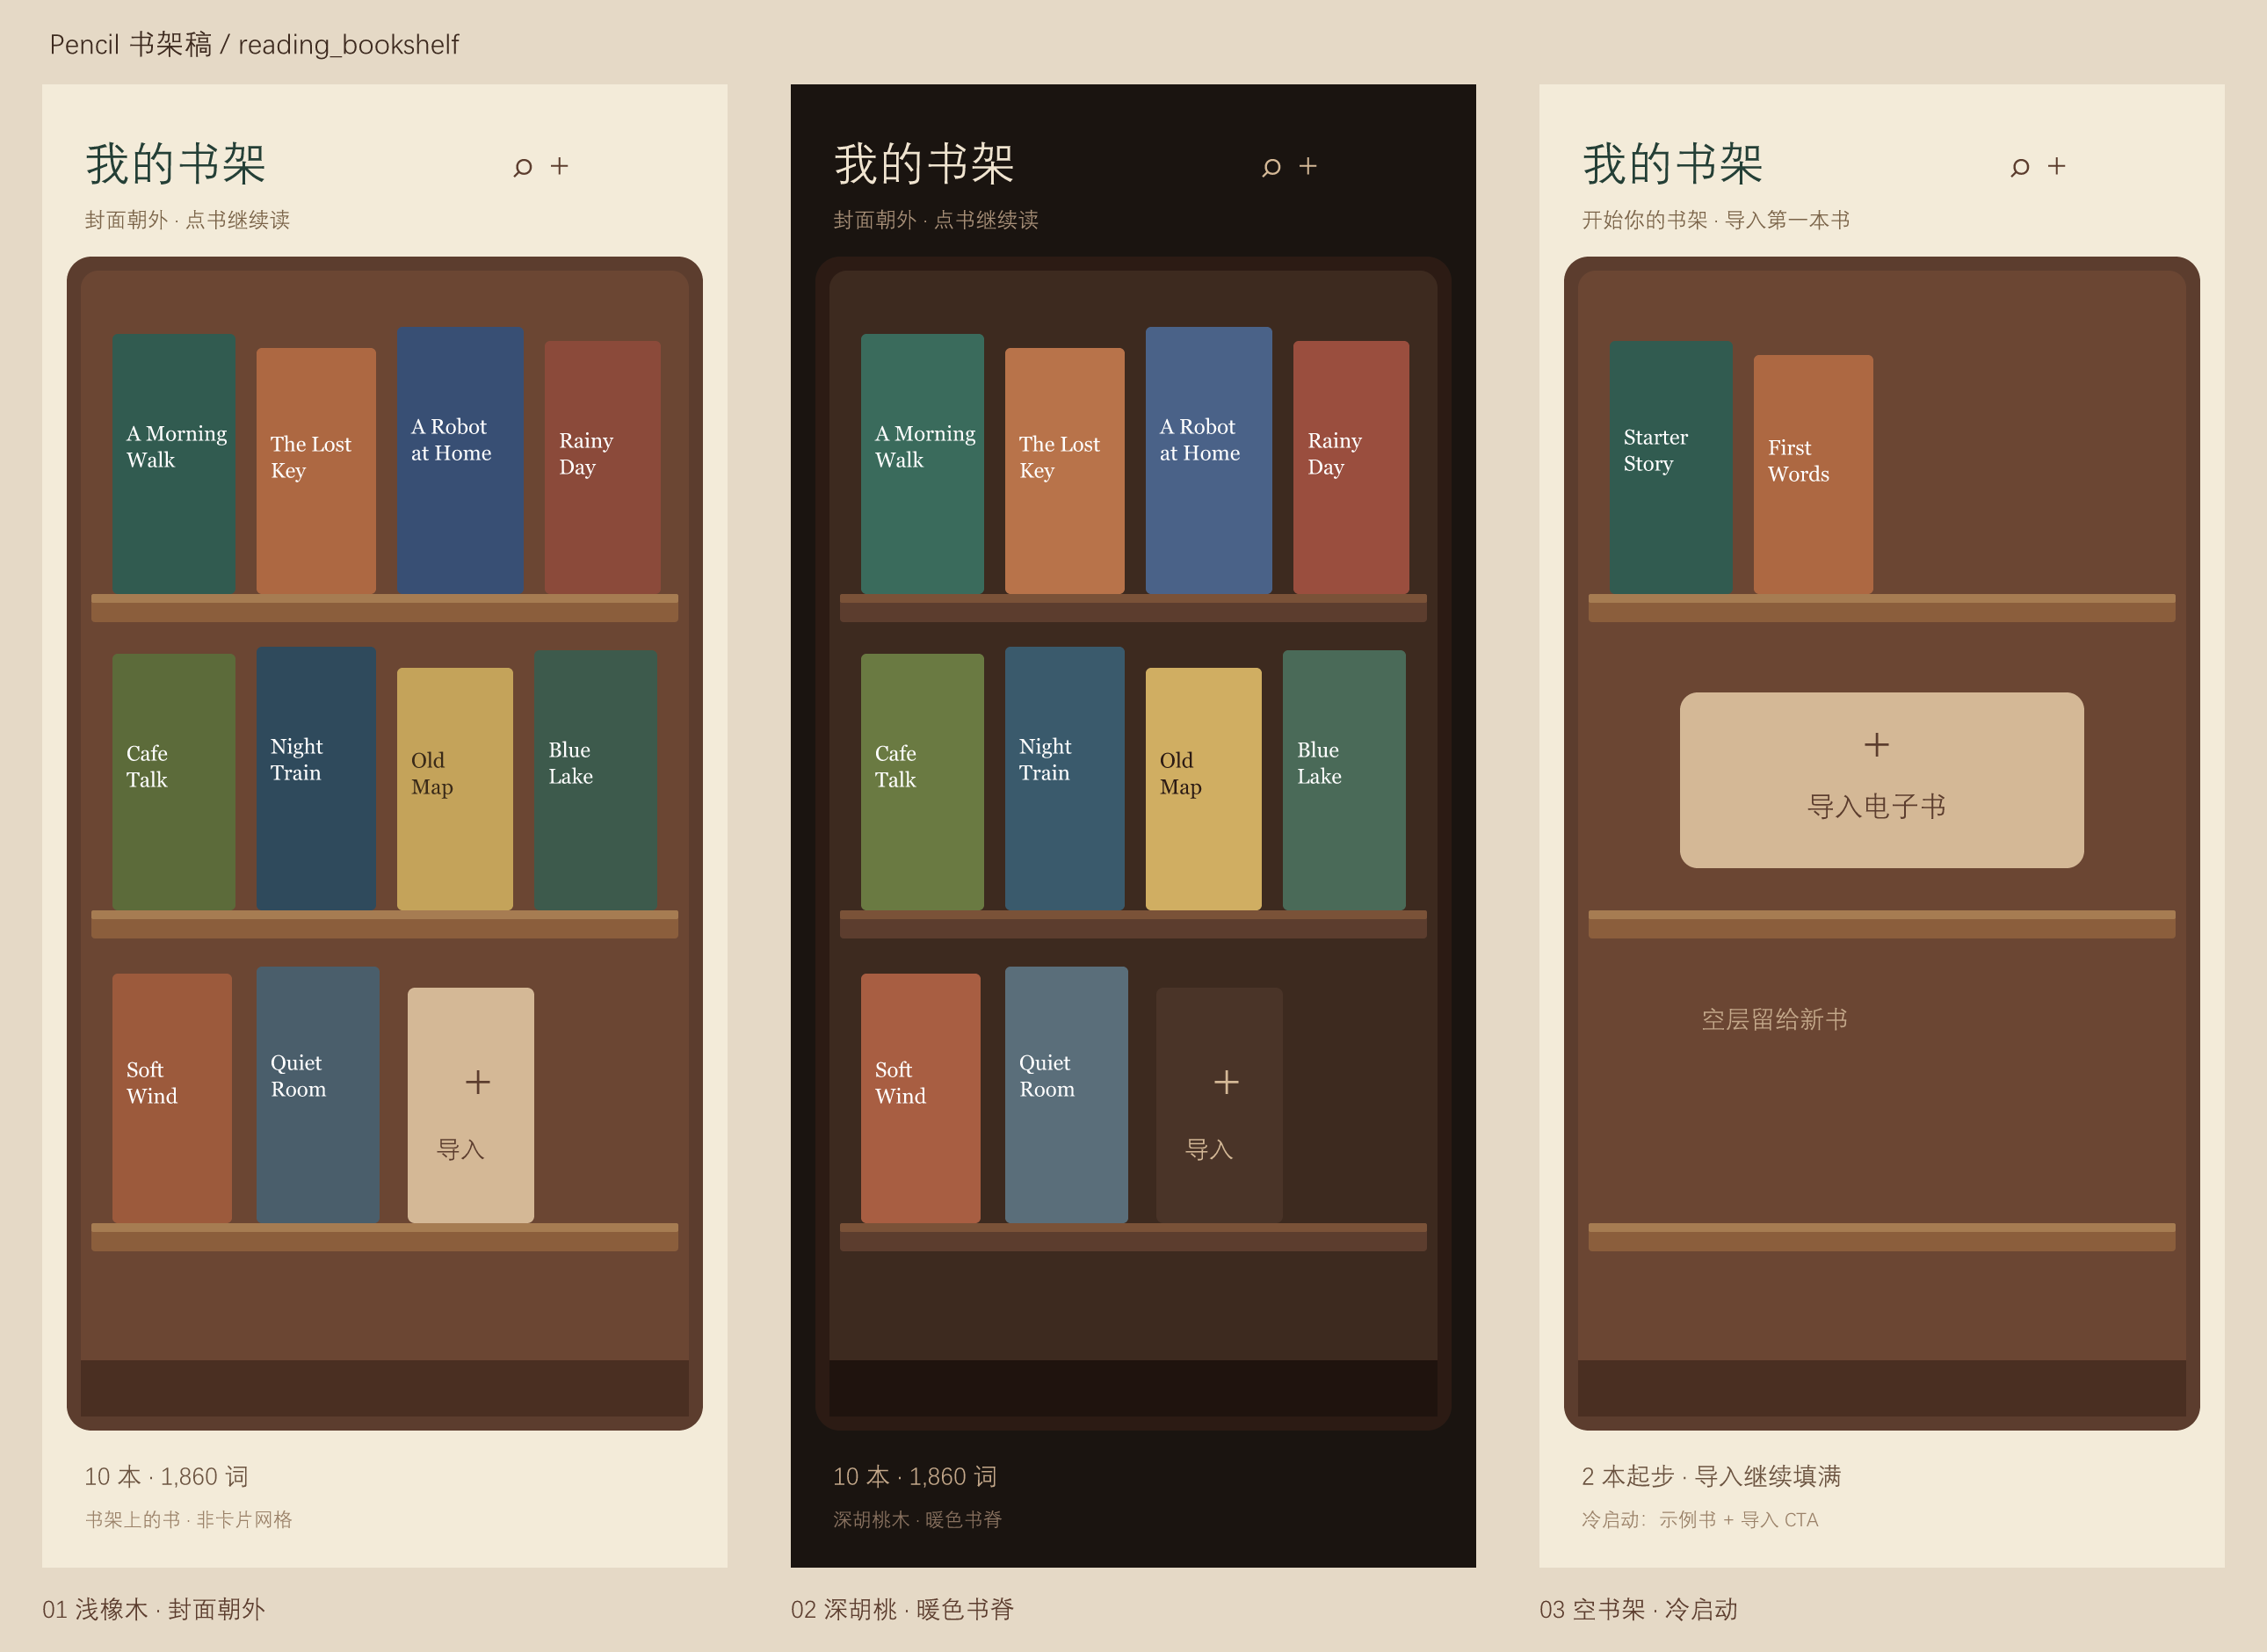 Pencil 书架稿 / reading_bookshelf
我的书架
封面朝外 · 点书继续读
A Morning
Walk
The Lost
Key
A Robot
at Home
Rainy
Day
Cafe
Talk
Night
Train
Old
Map
Blue
Lake
Soft
Wind
Quiet
Room
+
导入
10 本 · 1,860 词
书架上的书 · 非卡片网格
01 浅橡木 · 封面朝外
我的书架
封面朝外 · 点书继续读
A Morning
Walk
The Lost
Key
A Robot
at Home
Rainy
Day
Cafe
Talk
Night
Train
Old
Map
Blue
Lake
Soft
Wind
Quiet
Room
+
导入
10 本 · 1,860 词
深胡桃木 · 暖色书脊
02 深胡桃 · 暖色书脊
我的书架
开始你的书架 · 导入第一本书
Starter
Story
First
Words
+
导入电子书
空层留给新书
2 本起步 · 导入继续填满
冷启动：示例书 + 导入 CTA
03 空书架 · 冷启动